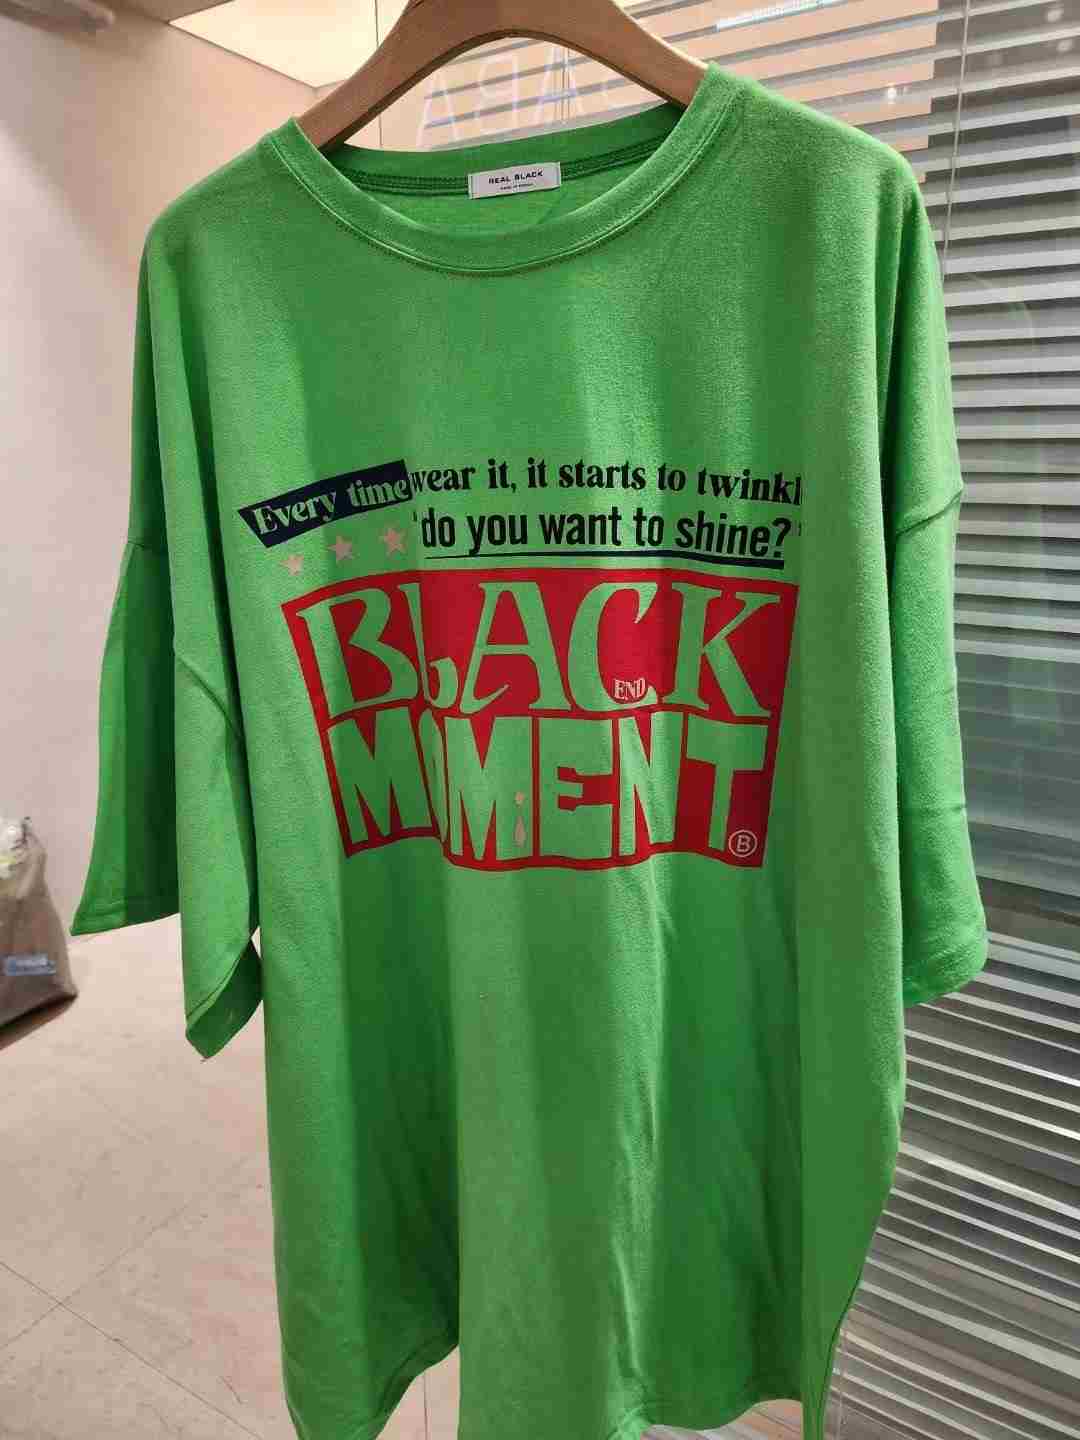 REAL BLACK
Every time wear it, it starts to twinkl
'do you want to shine?'
BLACK
END
MOMENT
B